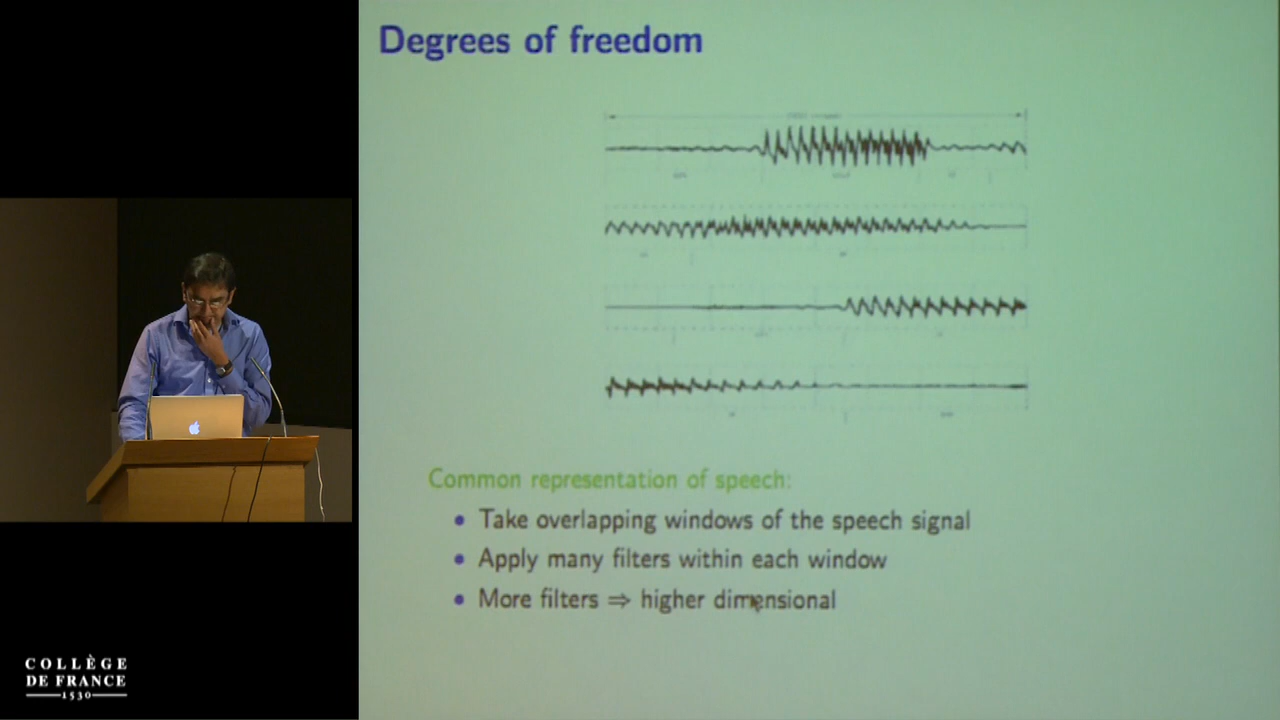 Degrees of freedom
Common representation of speech:
• Take overlapping windows of the speech signal
• Apply many filters within each window
• More filters ⇒ higher dimensional
COLLÈGE
DE FRANCE
1530